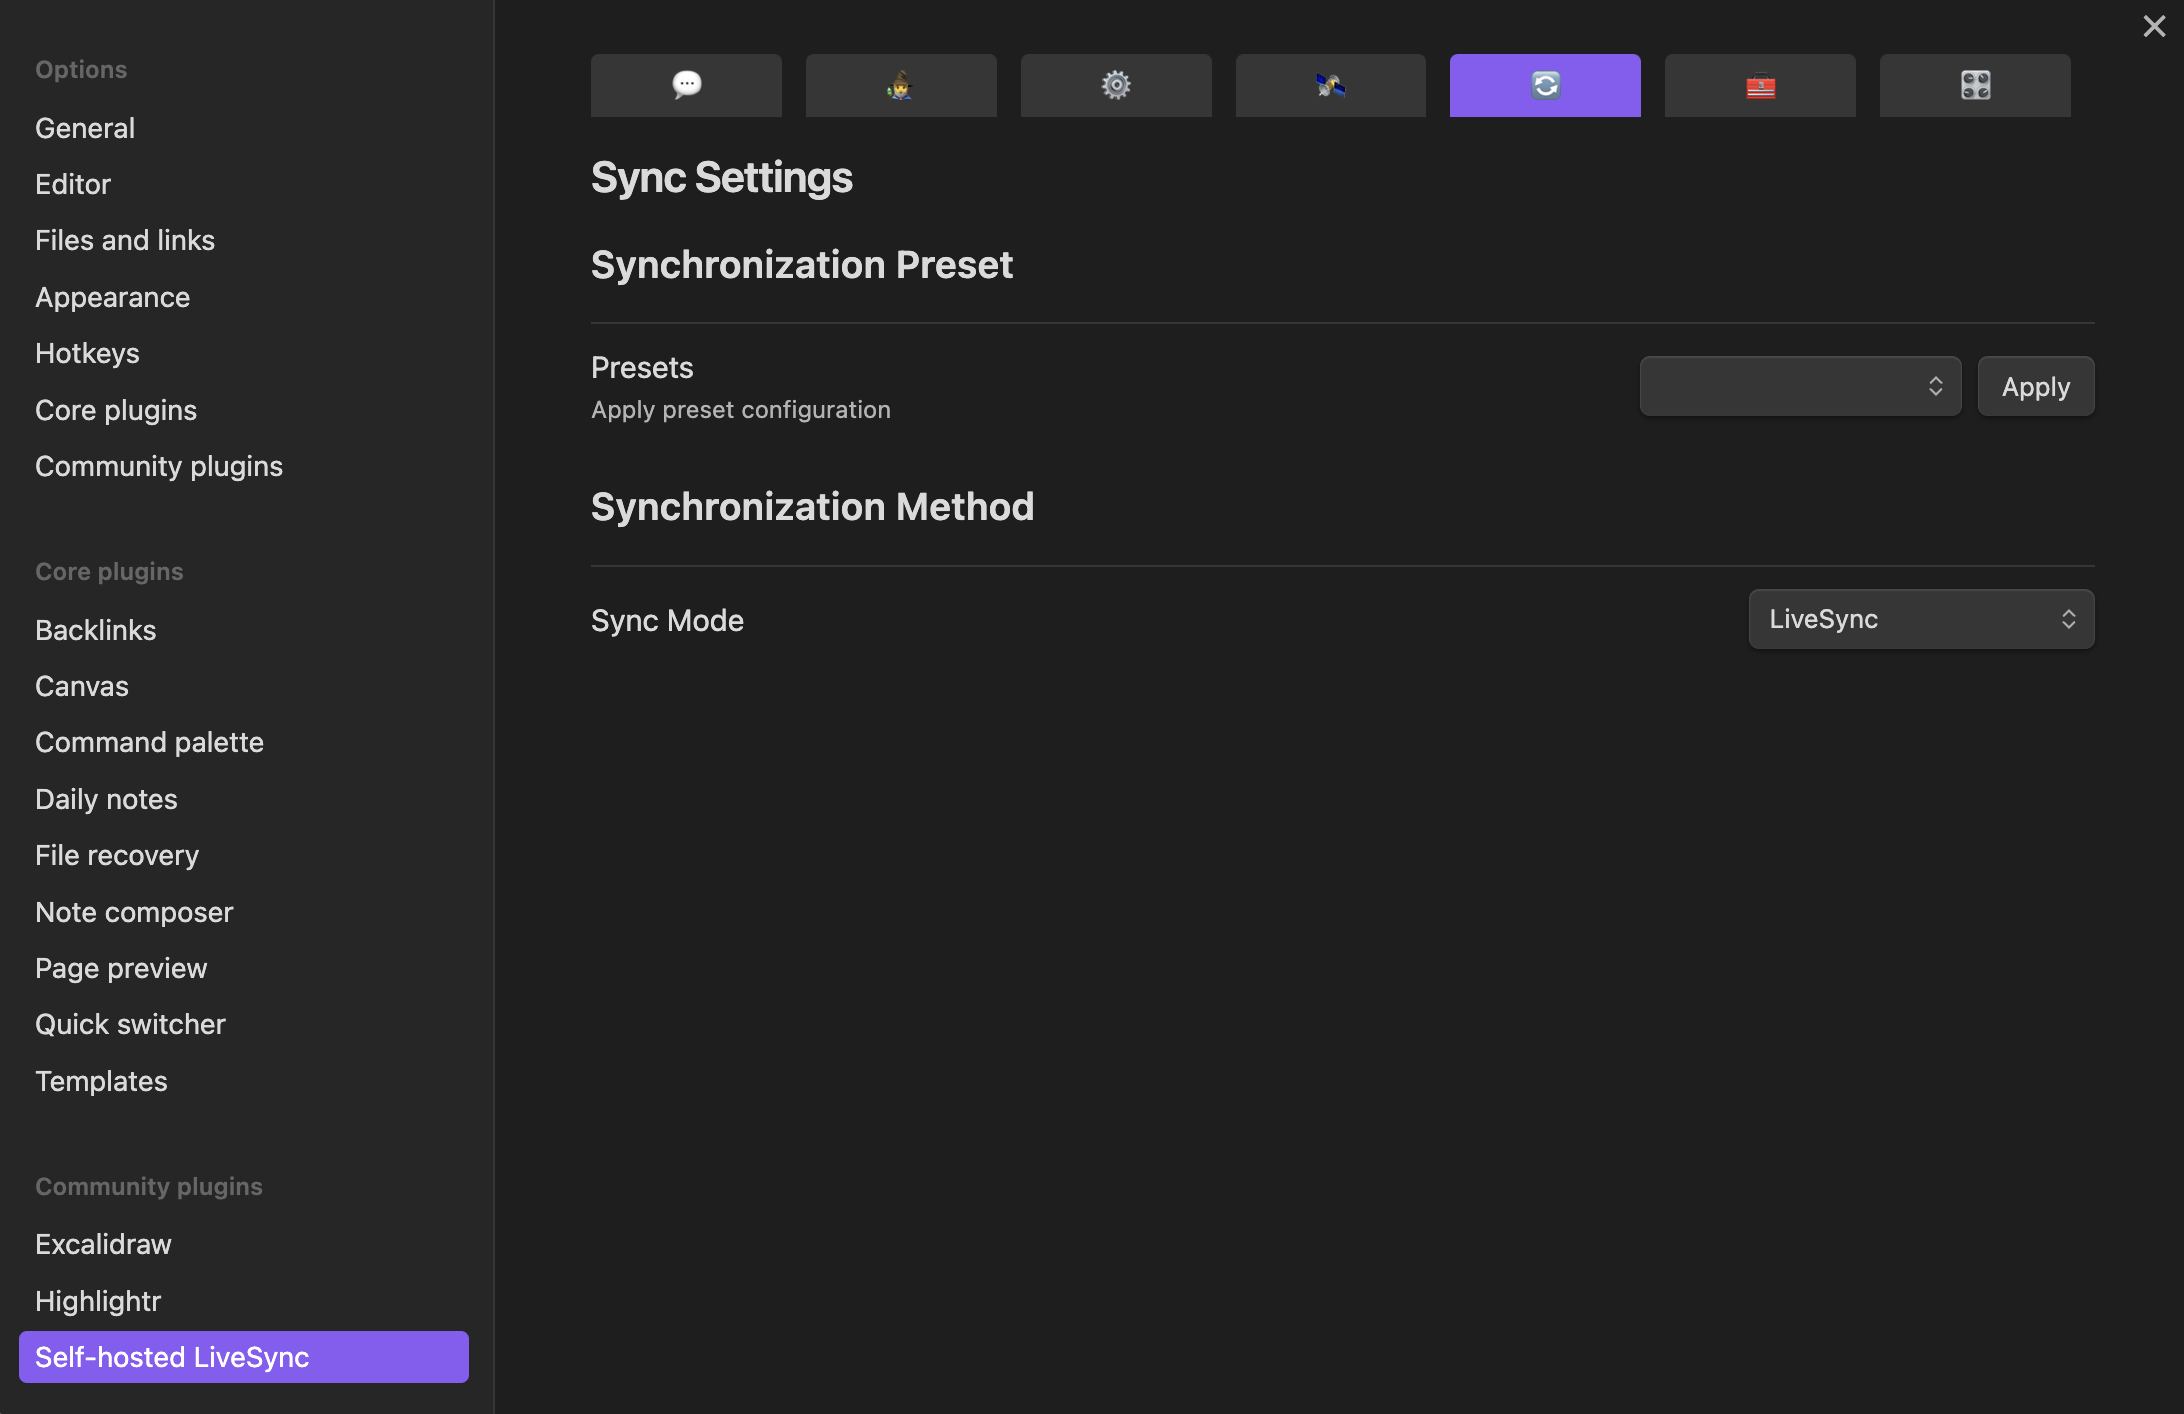 Options
General
Editor
Files and links
Appearance
Hotkeys
Core plugins
Community plugins
Core plugins
Backlinks
Canvas
Command palette
Daily notes
File recovery
Note composer
Page preview
Quick switcher
Templates
Community plugins
Excalidraw
Highlightr
Self-hosted LiveSync
Sync Settings
Synchronization Preset
Presets
Apply preset configuration
Apply
Synchronization Method
Sync Mode
LiveSync